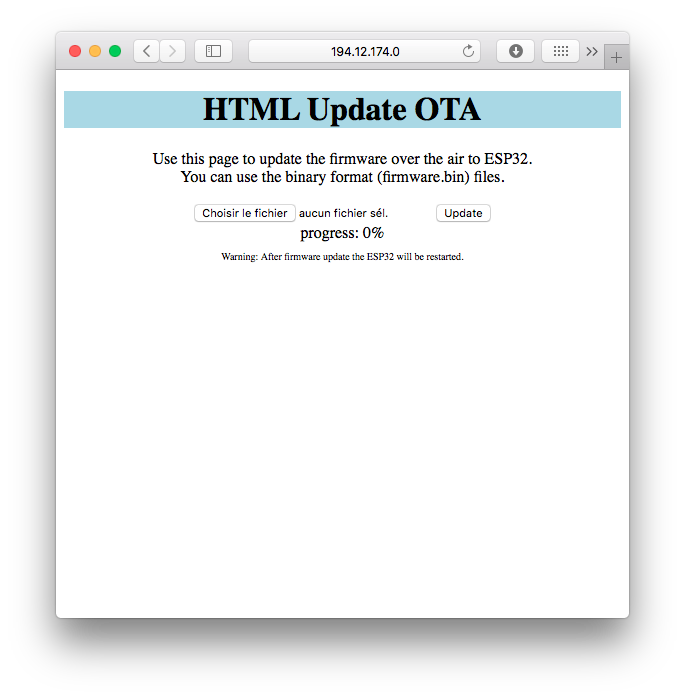 194.12.174.0
HTML Update OTA
Use this page to update the firmware over the air to ESP32.
You can use the binary format (firmware.bin) files.
Choisir le fichier aucun fichier sél. Update
progress: 0%
Warning: After firmware update the ESP32 will be restarted.